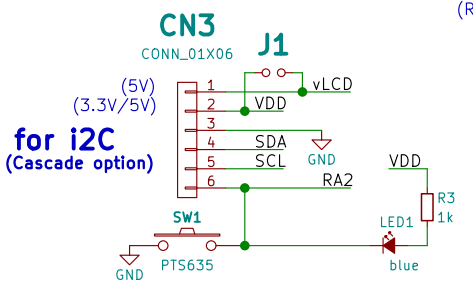 (R
CN3
CONN_01X06
J1
(5V)
1
vLCD
(3.3V/5V)
2
VDD
3
for i2C
4
SDA
GND
(Cascade option)
5
SCL
VDD
6
RA2
R3
1k
SW1
LED1
PTS635
GND
blue